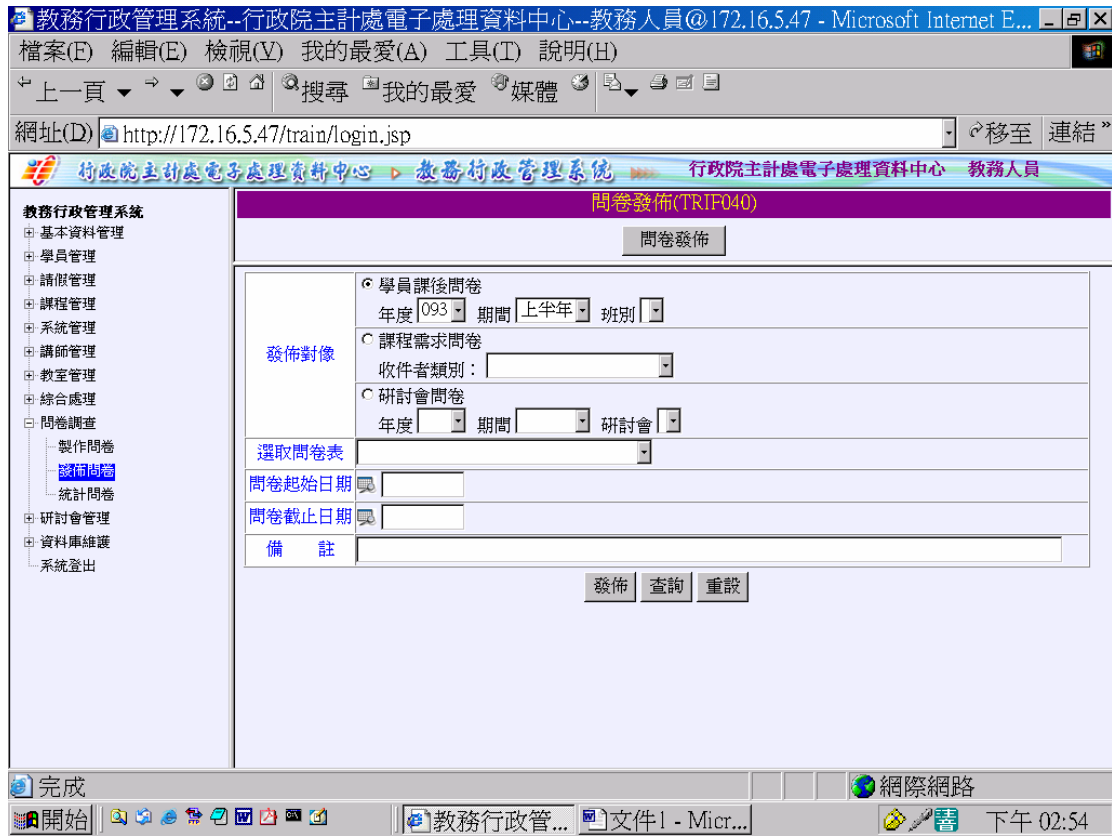 教務行政管理系統--行政院主計處電子處理資料中心--教務人員@172.16.5.47 - Microsoft Internet E...
檔案(F) 編輯(E) 檢視(V) 我的最愛(A) 工具(T) 說明(H)
上一頁 搜尋 我的最愛 媒體
網址(D) http://172.16.5.47/train/login.jsp 移至 連結 »
行政院主計處電子處理資料中心 教務行政管理系統 行政院主計處電子處理資料中心 教務人員
教務行政管理系統
基本資料管理
學員管理
請假管理
課程管理
系統管理
講師管理
教室管理
綜合處理
問卷調查
製作問卷
發佈問卷
統計問卷
研討會管理
資料庫維護
系統登出
問卷發佈(TRIF040)
問卷發佈
發佈對像
學員課後問卷
年度 093 期間 上半年 班別
課程需求問卷
收件者類別：
研討會問卷
年度 期間 研討會
選取問卷表
問卷起始日期
問卷截止日期
備 註
發佈 查詢 重設
完成 網際網路
開始 教務行政管... 文件1 - Micr... 下午 02:54